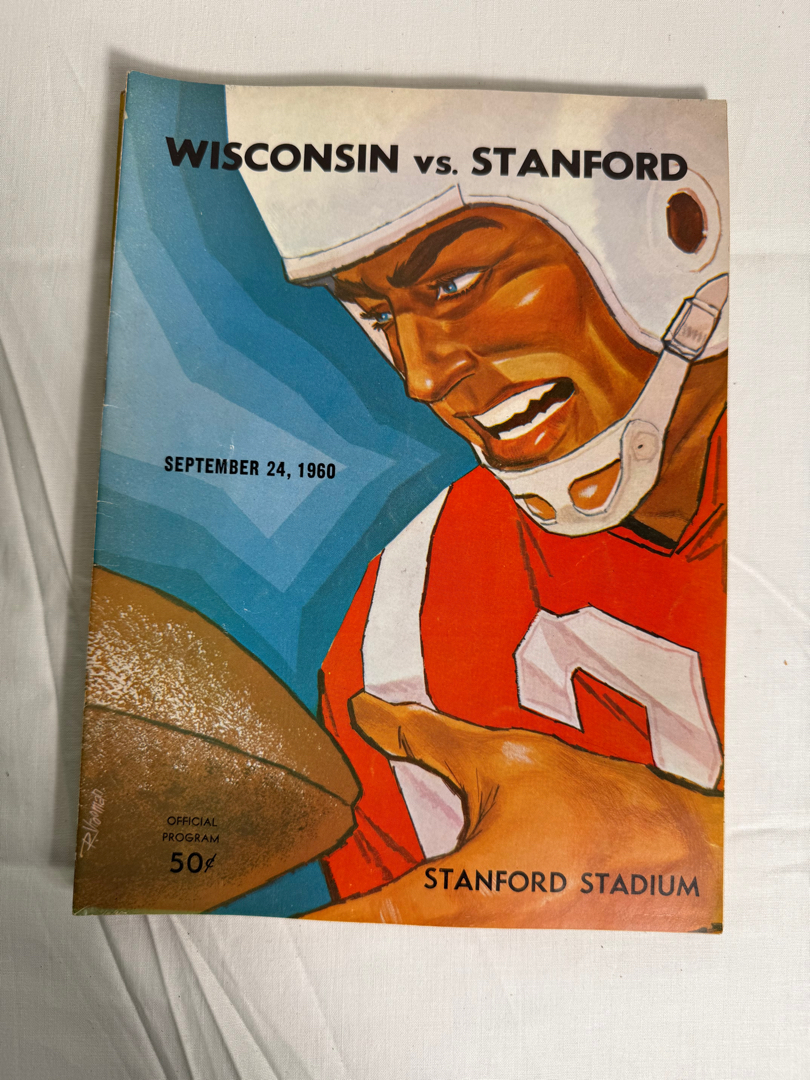 WISCONSIN vs. STANFORD
SEPTEMBER 24, 1960
OFFICIAL
PROGRAM
50¢
STANFORD STADIUM